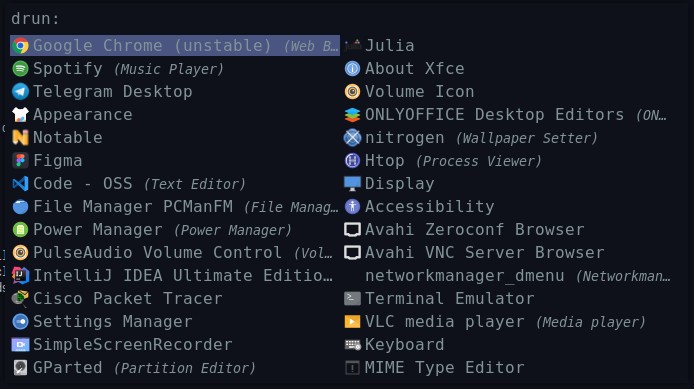 drun:
Google Chrome (unstable) (Web B…
Spotify (Music Player)
Telegram Desktop
Appearance
Notable
Figma
Code - OSS (Text Editor)
File Manager PCManFM (File Manag…
Power Manager (Power Manager)
PulseAudio Volume Control (Vol…
IntelliJ IDEA Ultimate Editio…
Cisco Packet Tracer
Settings Manager
SimpleScreenRecorder
GParted (Partition Editor)
Julia
About Xfce
Volume Icon
ONLYOFFICE Desktop Editors (ON…
nitrogen (Wallpaper Setter)
Htop (Process Viewer)
Display
Accessibility
Avahi Zeroconf Browser
Avahi VNC Server Browser
networkmanager_dmenu (Networkman…
Terminal Emulator
VLC media player (Media player)
Keyboard
MIME Type Editor